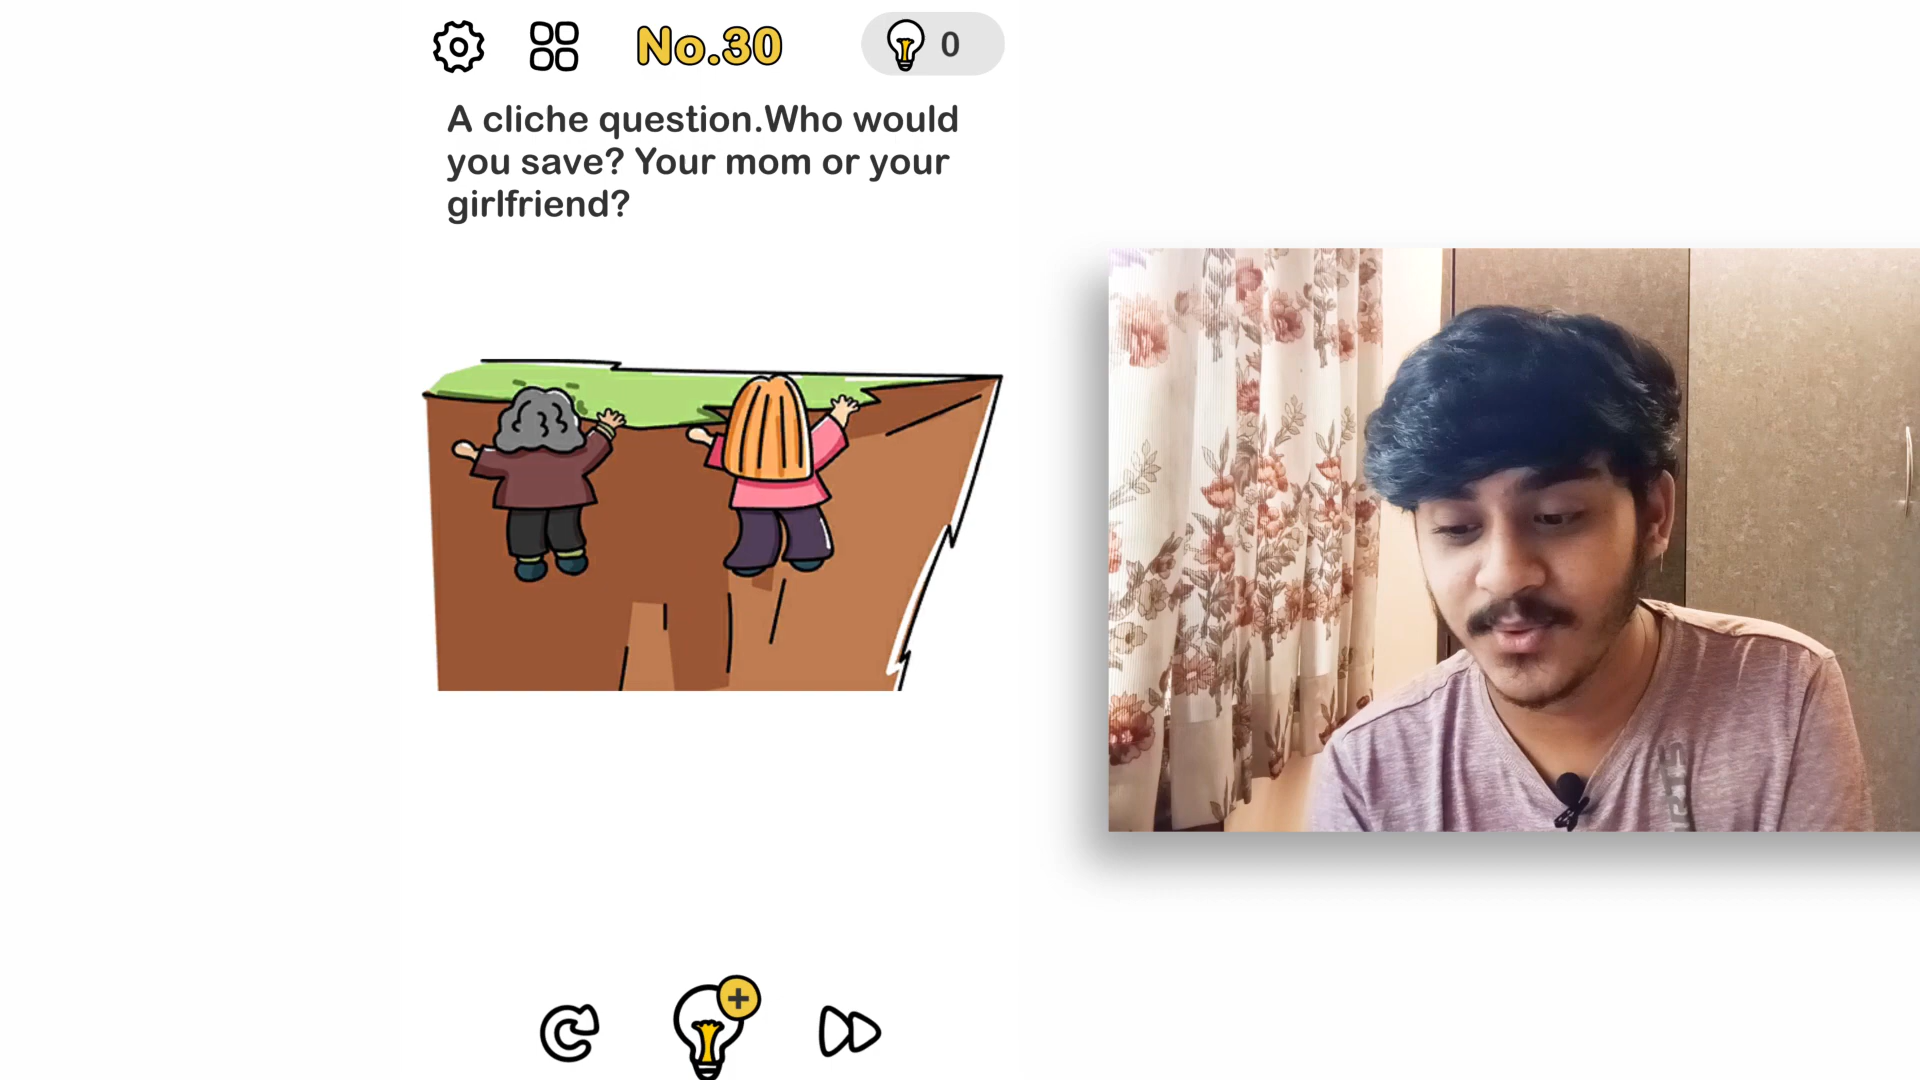 No.30
0
A cliche question.Who would
you save? Your mom or your
girlfriend?